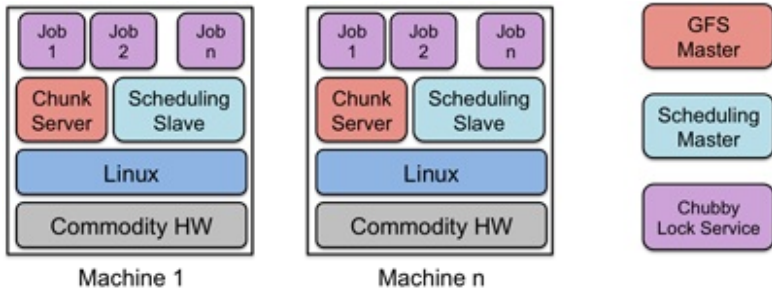 Job
1
Job
2
Job
n
Chunk
Server
Scheduling
Slave
Linux
Commodity HW
Machine 1
Job
1
Job
2
Job
n
Chunk
Server
Scheduling
Slave
Linux
Commodity HW
Machine n
GFS
Master
Scheduling
Master
Chubby
Lock Service